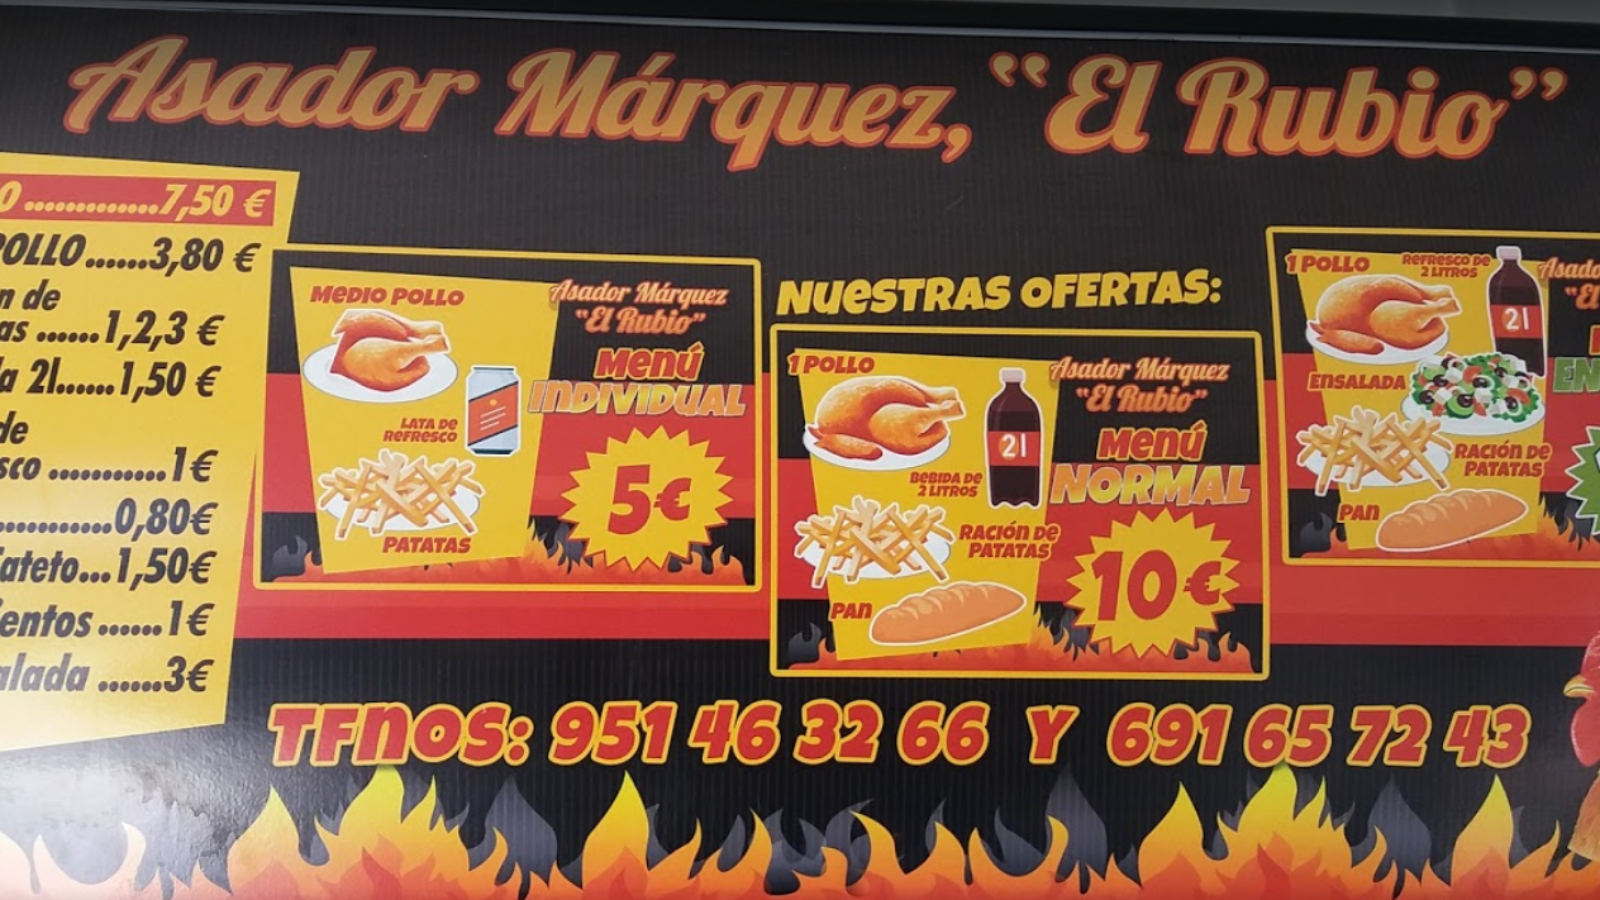 Asador Márquez, "El Rubio"
O ..............7,50 €
POLLO.......3,80 €
n de
as ......1,2,3 €
a 2l......1,50 €
de
sco ............1€
............0,80€
ateto...1,50€
entos ......1€
alada ......3€
MEDIO POLLO
LATA DE
REFRESCO
PATATAS
Asador Márquez
"El Rubio"
Menú
INDIVIDUAL
5€
NUESTRAS OFERTAS:
1 POLLO
2l
BEBIDA DE
2 LITROS
RACIÓN DE
PATATAS
PAN
Asador Márquez
"El Rubio"
Menú
NORMAL
10€
1 POLLO
REFRESCO DE
2 LITROS
2l
ENSALADA
RACIÓN DE
PATATAS
PAN
Asado
"El
EN
TFNOS: 951 46 32 66 Y 691 65 72 43